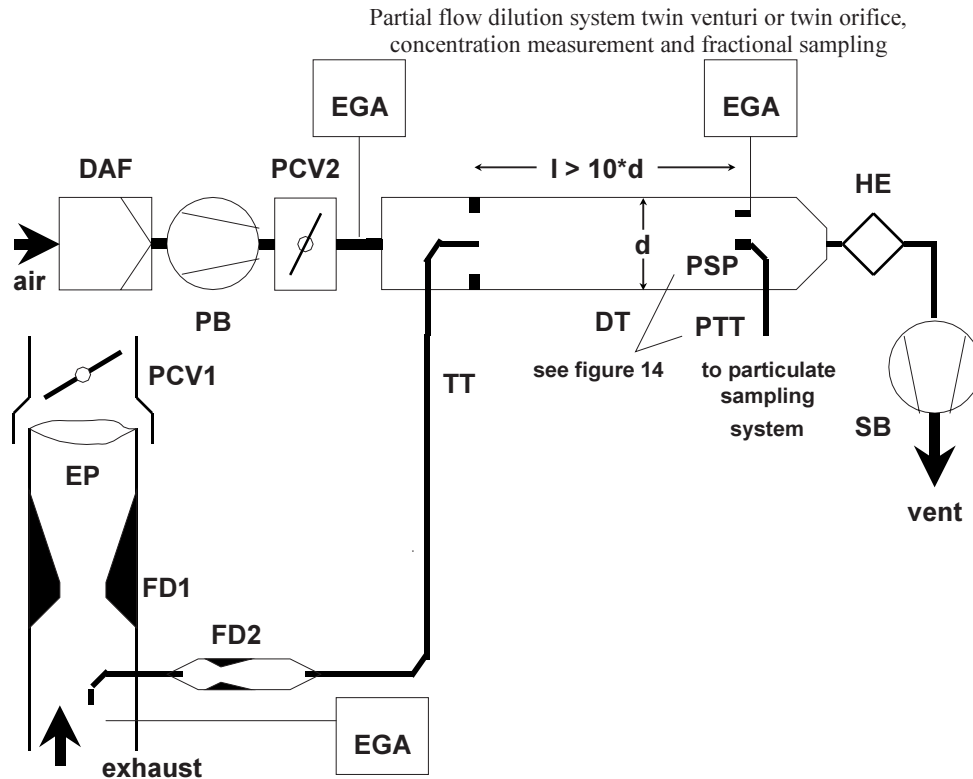 Partial flow dilution system twin venturi or twin orifice,
concentration measurement and fractional sampling
EGA
EGA
DAF
PCV2
l > 10*d
HE
air
d
PSP
PB
DT
PTT
PCV1
TT
see figure 14
to particulate
sampling
system
SB
EP
vent
FD1
FD2
EGA
exhaust